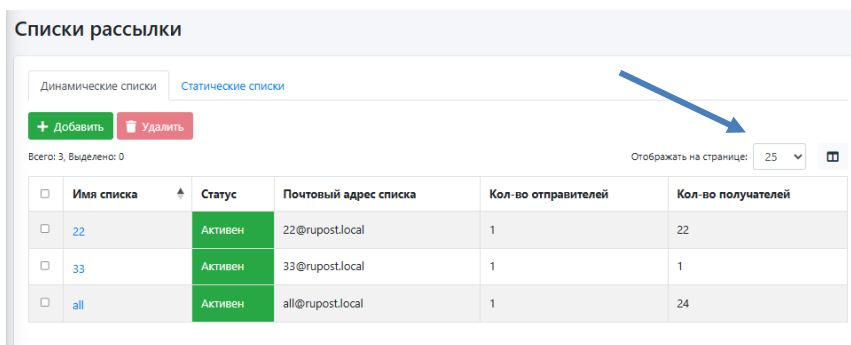 Списки рассылки
Динамические списки Статические списки
+ Добавить Удалить
Всего: 3, Выделено: 0 Отображать на странице: 25
Имя списка Статус Почтовый адрес списка Кол-во отправителей Кол-во получателей
22 Активен 22@rupost.local 1 22
33 Активен 33@rupost.local 1 1
all Активен all@rupost.local 1 24